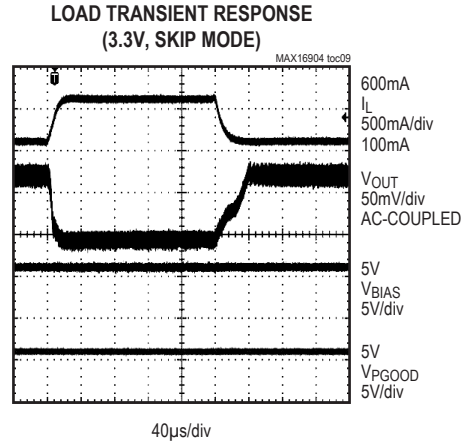 LOAD TRANSIENT RESPONSE
(3.3V, SKIP MODE)
MAX16904 toc09
T
600mA
IL
500mA/div
100mA
VOUT
50mV/div
AC-COUPLED
5V
VBIAS
5V/div
5V
VPGOOD
5V/div
40µs/div